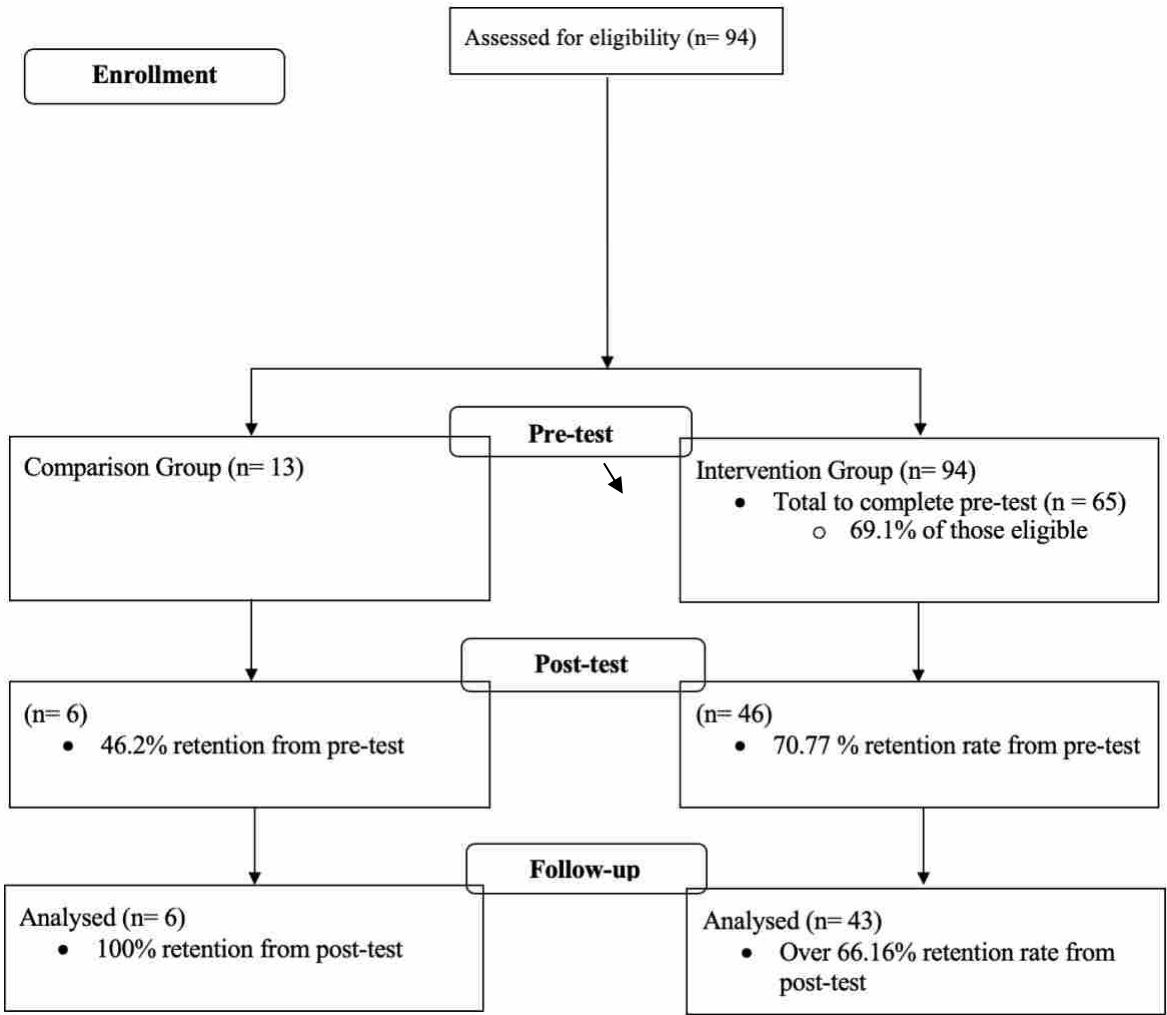 Assessed for eligibility (n= 94)
Enrollment
Pre-test
Comparison Group (n= 13)
Intervention Group (n= 94)
• Total to complete pre-test (n = 65)
o 69.1% of those eligible
Post-test
(n= 6)
• 46.2% retention from pre-test
(n= 46)
• 70.77 % retention rate from pre-test
Follow-up
Analysed (n= 6)
• 100% retention from post-test
Analysed (n= 43)
• Over 66.16% retention rate from
post-test